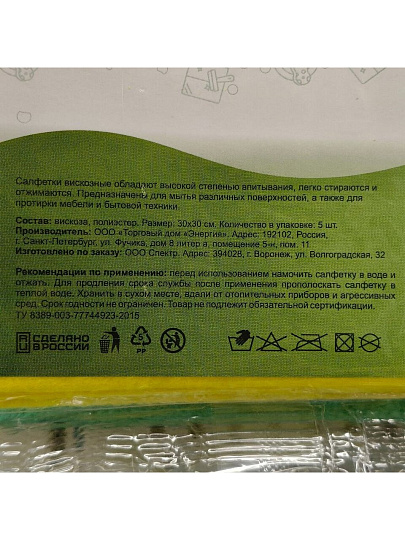 Салфетки вискозные обладают высокой степенью впитывания, легко стираются и
отжимаются. Предназначены для мытья различных поверхностей, а также для
протирки мебели и бытовой техники.
Состав: вискоза, полиэстер. Размер: 30х30 см. Количество в упаковке: 5 шт.
Производитель: ООО «Торговый дом «Энергия». Адрес: 192102, Россия,
г. Санкт-Петербург, ул. Фучика, дом 8 литер а, помещение 5-н, пом. 11.
Изготовлено по заказу: ООО Спектр. Адрес: 394028, г. Воронеж, ул. Волгоградская, 32
Рекомендации по применению: перед использованием намочить салфетку в воде и
отжать. Для продления срока службы после применения прополоскать салфетку в
теплой воде. Хранить в сухом месте, вдали от отопительных приборов и агрессивных
сред. Срок годности не ограничен. Товар не подлежит обязательной сертификации.
ТУ 8389-003-77744923-2015
СДЕЛАНО
В РОССИИ
5
PP